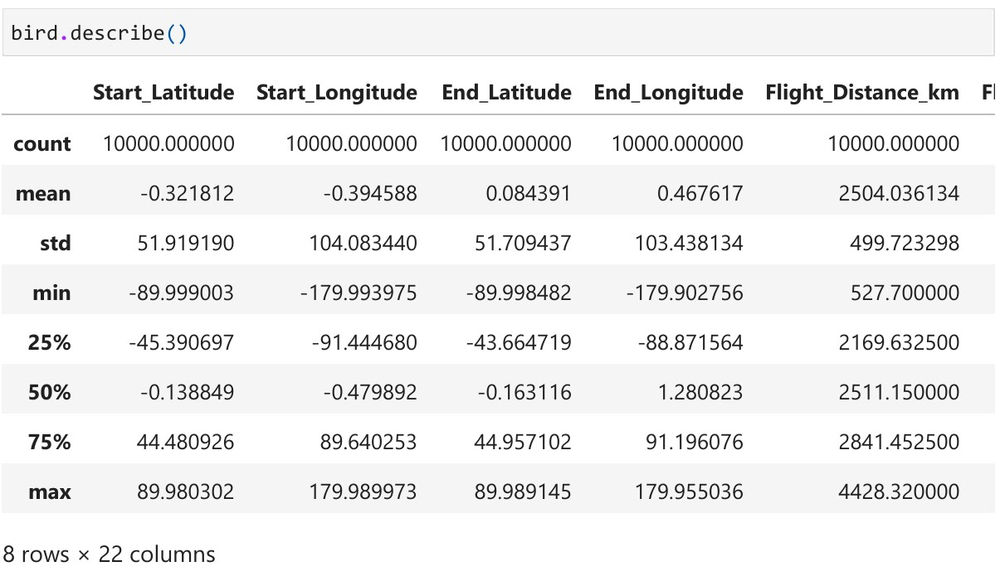 bird.describe()
Start_Latitude Start_Longitude End_Latitude End_Longitude Flight_Distance_km Fl
count 10000.000000 10000.000000 10000.000000 10000.000000 10000.000000
mean -0.321812 -0.394588 0.084391 0.467617 2504.036134
std 51.919190 104.083440 51.709437 103.438134 499.723298
min -89.999003 -179.993975 -89.998482 -179.902756 527.700000
25% -45.390697 -91.444680 -43.664719 -88.871564 2169.632500
50% -0.138849 -0.479892 -0.163116 1.280823 2511.150000
75% 44.480926 89.640253 44.957102 91.196076 2841.452500
max 89.980302 179.989973 89.989145 179.955036 4428.320000
8 rows × 22 columns